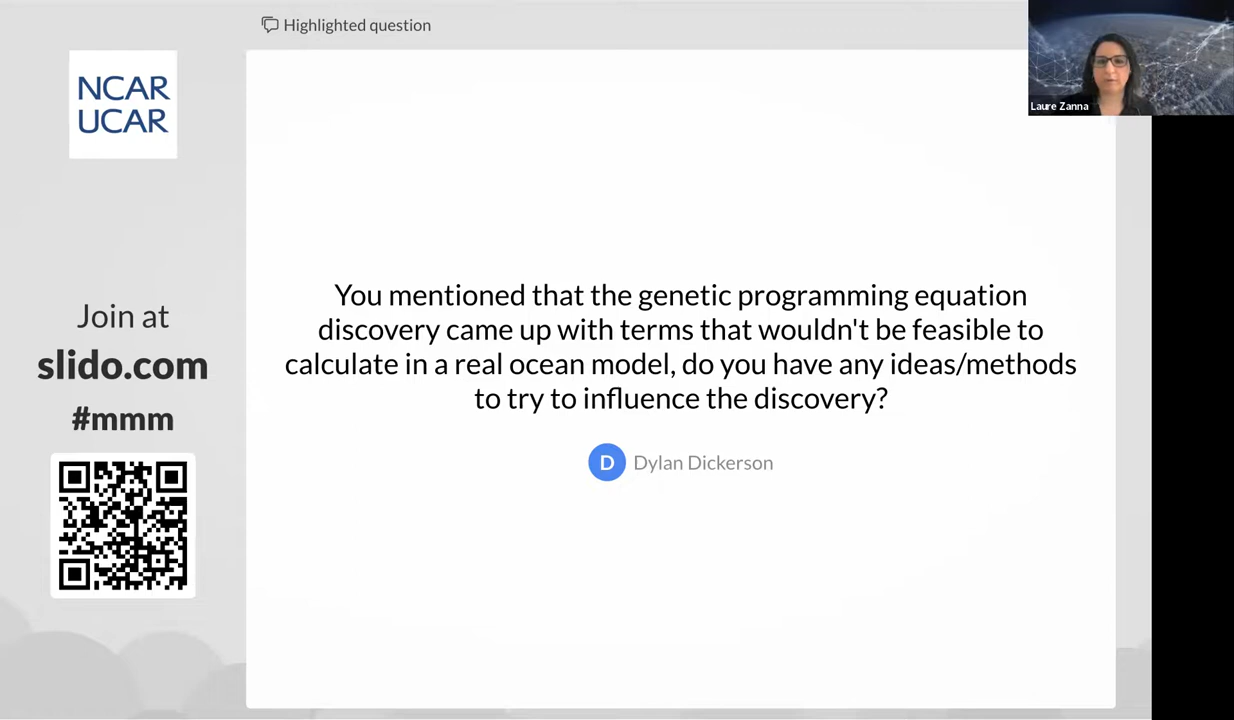 Highlighted question
NCAR
UCAR
Laure Zanna
Join at
slido.com
#mmm
You mentioned that the genetic programming equation
discovery came up with terms that wouldn't be feasible to
calculate in a real ocean model, do you have any ideas/methods
to try to influence the discovery?
D Dylan Dickerson